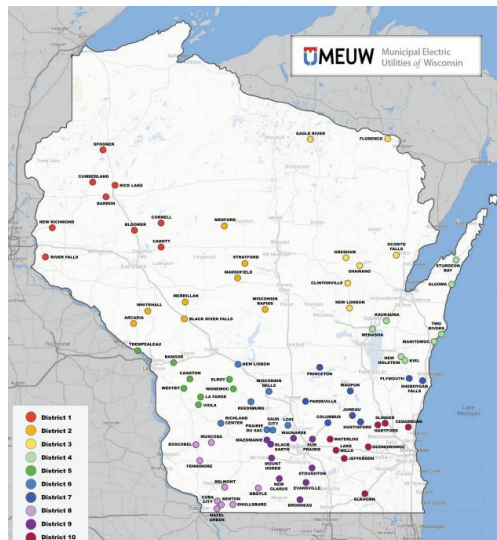 MEUW
Municipal Electric
Utilities of Wisconsin
EAGLE RIVER
FLORENCE
SPOONER
CUMBERLAND
RICE LAKE
BARRON
NEW RICHMOND
CORNELL
BLOOMER
MEDFORD
CADOTT
RIVER FALLS
GRESHAM
SHAWANO
OCONTO
FALLS
STRATFORD
MARSHFIELD
STURGEON
BAY
CLINTONVILLE
ALGOMA
MERRILLAN
WHITEHALL
WISCONSIN
RAPIDS
NEW LONDON
ARCADIA
BLACK RIVER FALLS
KAUKAUNA
MENASHA
TWO
RIVERS
MANITOWOC
TREMPEALEAU
BANGOR
NEW LISBON
NEW
HOLSTEIN
KIEL
PRINCETON
CASHTON
ELROY
WISCONSIN
DELLS
WAUPUN
PLYMOUTH
SHEBOYGAN
FALLS
WESTBY
WONEWOC
LA FARGE
VIOLA
REEDSBURG
PARDEEVILLE
JUNEAU
RICHLAND
CENTER
SAUK
CITY
LODI
COLUMBUS
HUSTISFORD
SLINGER
HARTFORD
CEDARBURG
PRAIRIE
DU SAC
WAUNAKEE
MUSCODA
BOSCOBEL
MAZOMANIE
BLACK
EARTH
SUN
PRAIRIE
WATERLOO
LAKE
MILLS
OCONOMOWOC
FENNIMORE
MOUNT
HOREB
JEFFERSON
STOUGHTON
BELMONT
ARGYLE
NEW
GLARUS
EVANSVILLE
CUBA
CITY
BENTON
SHULLSBURG
HAZEL
GREEN
BRODHEAD
ELKHORN
Lake
Michigan
District 1
District 2
District 3
District 4
District 5
District 6
District 7
District 8
District 9
District 10